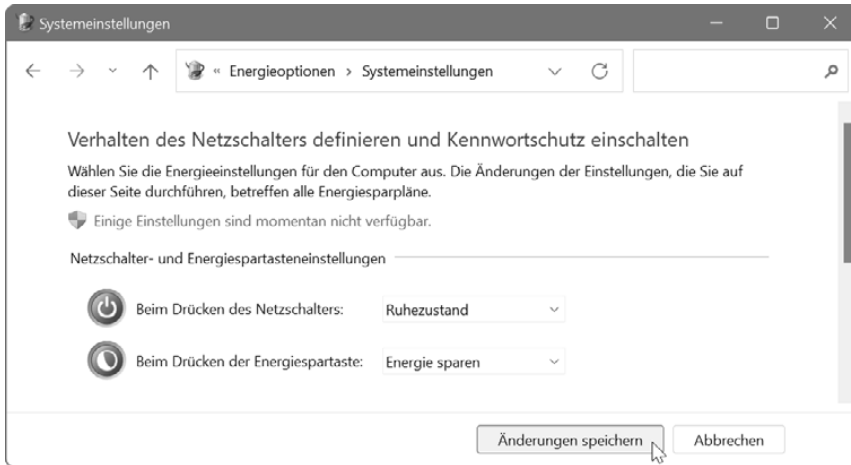 Systemeinstellungen
« Energieoptionen > Systemeinstellungen
Verhalten des Netzschalters definieren und Kennwortschutz einschalten
Wählen Sie die Energieeinstellungen für den Computer aus. Die Änderungen der Einstellungen, die Sie auf
dieser Seite durchführen, betreffen alle Energiesparpläne.
Einige Einstellungen sind momentan nicht verfügbar.
Netzschalter- und Energiespartasteneinstellungen
Beim Drücken des Netzschalters: Ruhezustand
Beim Drücken der Energiespartaste: Energie sparen
Änderungen speichern Abbrechen